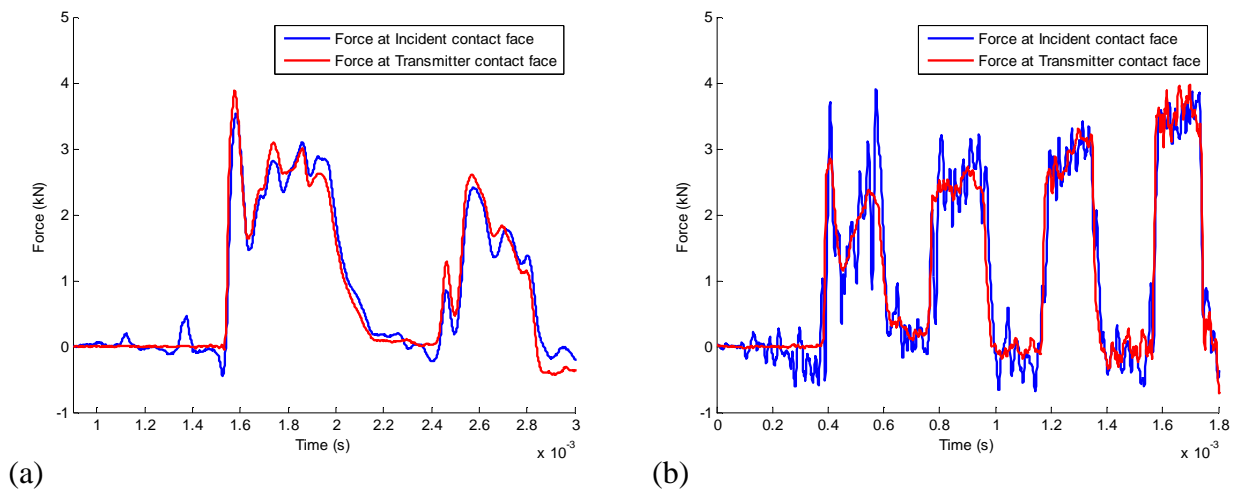 5
4
3
2
1
0
-1
Force (kN)
Force at Incident contact face
Force at Transmitter contact face
1 1.2 1.4 1.6 1.8 2 2.2 2.4 2.6 2.8 3
Time (s)
x 10-3
(a)
5
4
3
2
1
0
-1
Force (kN)
Force at Incident contact face
Force at Transmitter contact face
0 0.2 0.4 0.6 0.8 1 1.2 1.4 1.6 1.8
Time (s)
x 10-3
(b)